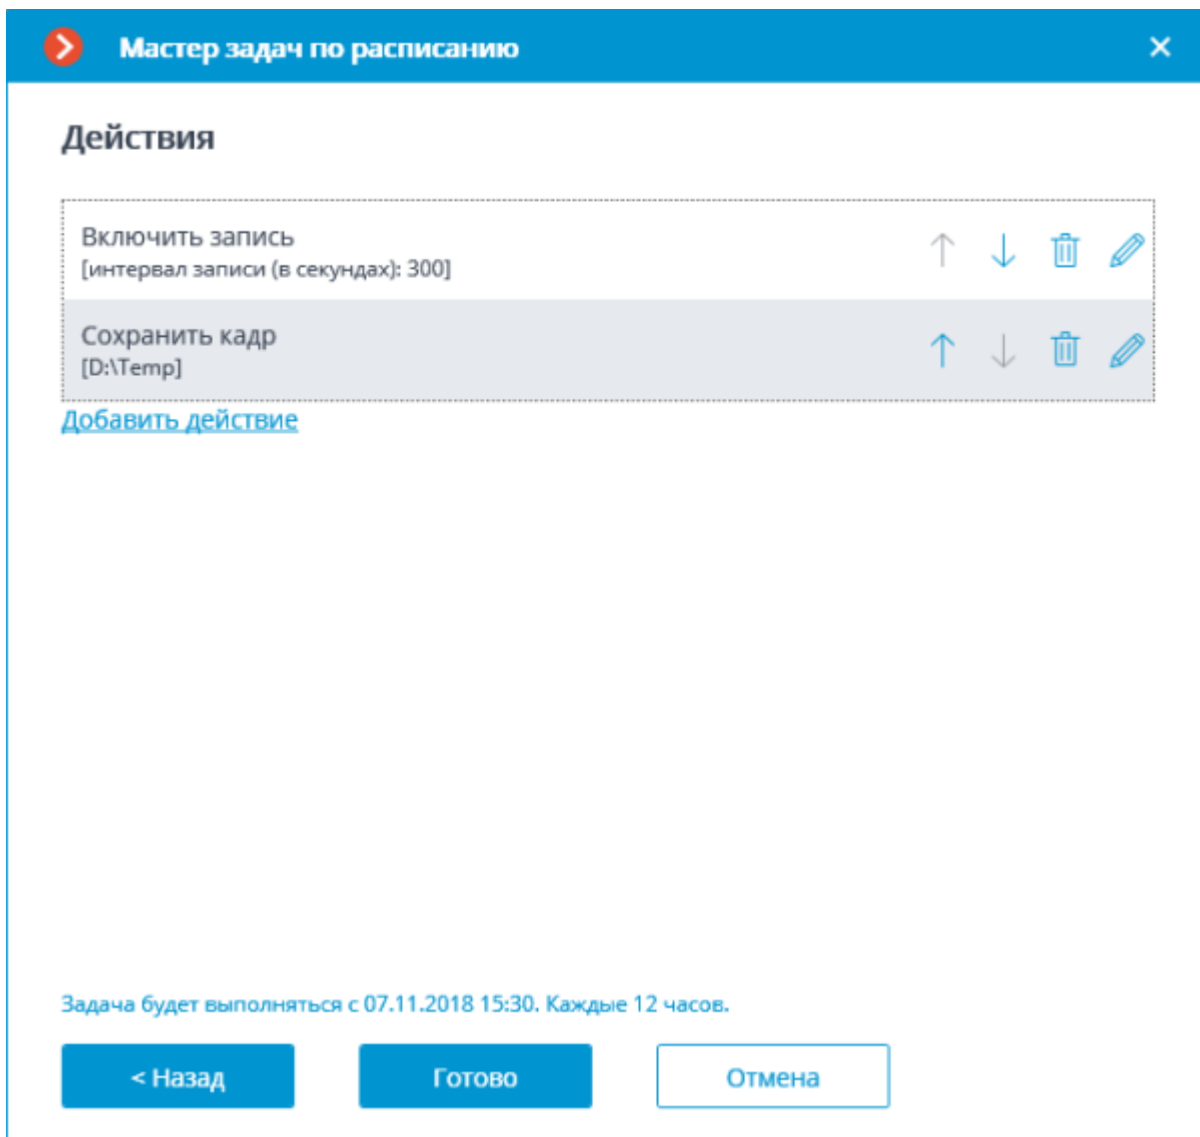 Мастер задач по расписанию
Действия
Включить запись
[интервал записи (в секундах): 300]
Сохранить кадр
[D:\Temp]
Добавить действие
Задача будет выполняться с 07.11.2018 15:30. Каждые 12 часов.
< Назад
Готово
Отмена